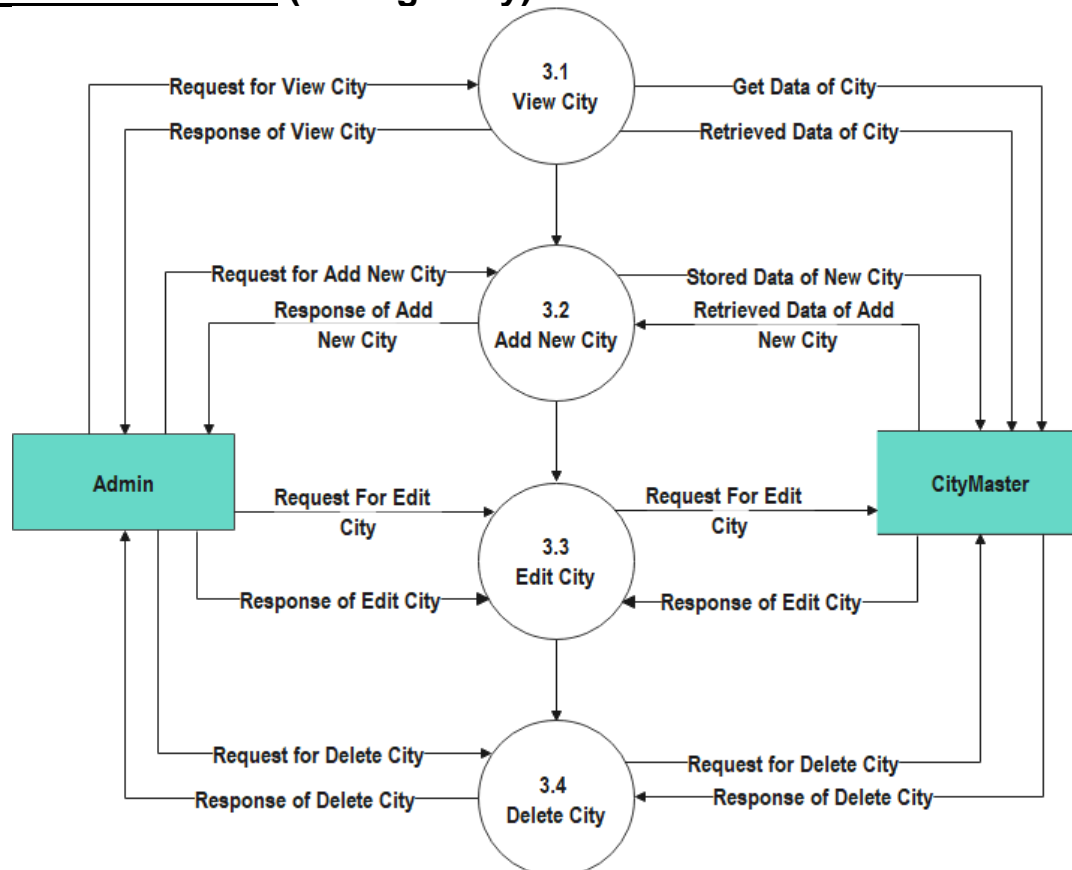 3.1
View City
Request for View City
Get Data of City
Response of View City
Retrieved Data of City
3.2
Add New City
Request for Add New City
Stored Data of New City
Response of Add
New City
Retrieved Data of Add
New City
Admin
CityMaster
Request For Edit
City
Request For Edit
City
3.3
Edit City
Response of Edit City
Response of Edit City
Request for Delete City
Request for Delete City
3.4
Delete City
Response of Delete City
Response of Delete City